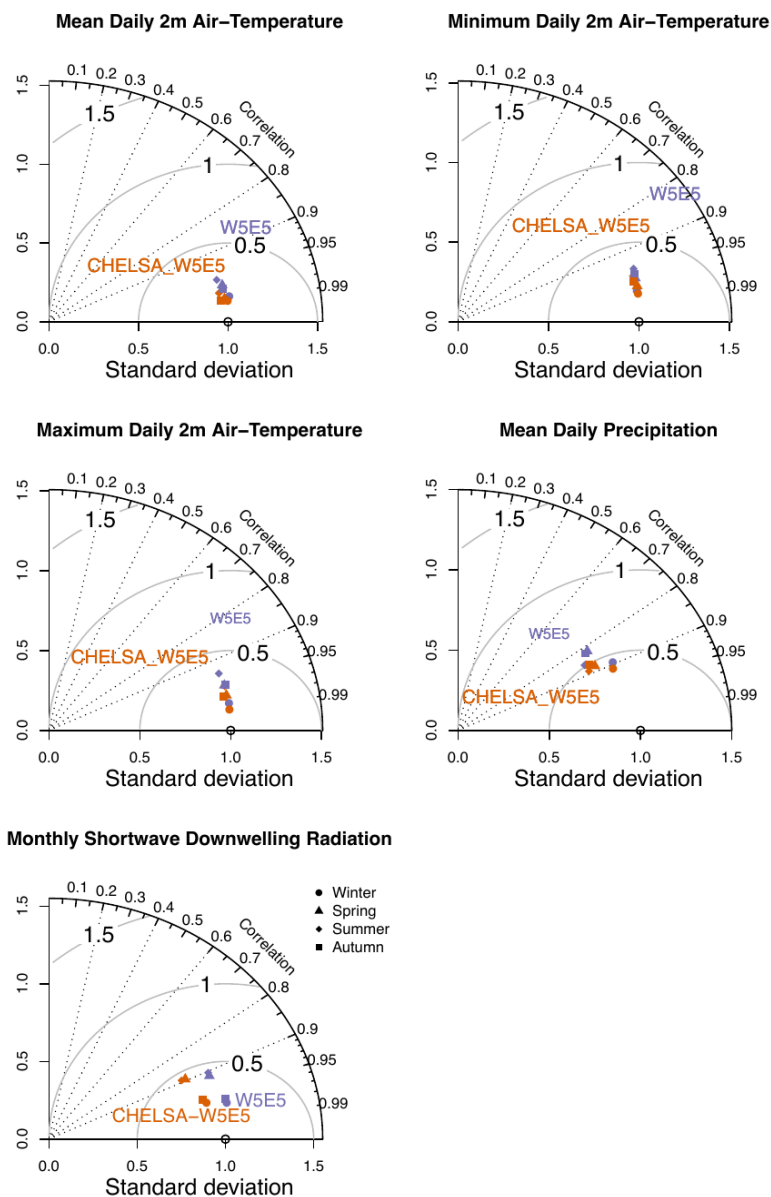 Mean Daily 2m Air−Temperature
0.1 0.2 0.3 0.4 0.5 0.6 0.7 0.8 0.9 0.95 0.99
Correlation
1.5 1 0.5
W5E5
CHELSA_W5E5
0.0 0.5 1.0 1.5
0.0 0.5 1.0 1.5
Standard deviation
Minimum Daily 2m Air−Temperature
0.1 0.2 0.3 0.4 0.5 0.6 0.7 0.8 0.9 0.95 0.99
Correlation
1.5 1 0.5
W5E5
CHELSA_W5E5
0.0 0.5 1.0 1.5
0.0 0.5 1.0 1.5
Standard deviation
Maximum Daily 2m Air−Temperature
0.1 0.2 0.3 0.4 0.5 0.6 0.7 0.8 0.9 0.95 0.99
Correlation
1.5 1 0.5
W5E5
CHELSA_W5E5
0.0 0.5 1.0 1.5
0.0 0.5 1.0 1.5
Standard deviation
Mean Daily Precipitation
0.1 0.2 0.3 0.4 0.5 0.6 0.7 0.8 0.9 0.95 0.99
Correlation
1.5 1 0.5
W5E5
CHELSA_W5E5
0.0 0.5 1.0 1.5
0.0 0.5 1.0 1.5
Standard deviation
Monthly Shortwave Downwelling Radiation
0.1 0.2 0.3 0.4 0.5 0.6 0.7 0.8 0.9 0.95 0.99
Correlation
Winter
Spring
Summer
Autumn
1.5 1 0.5
W5E5
CHELSA−W5E5
0.0 0.5 1.0 1.5
0.0 0.5 1.0 1.5
Standard deviation